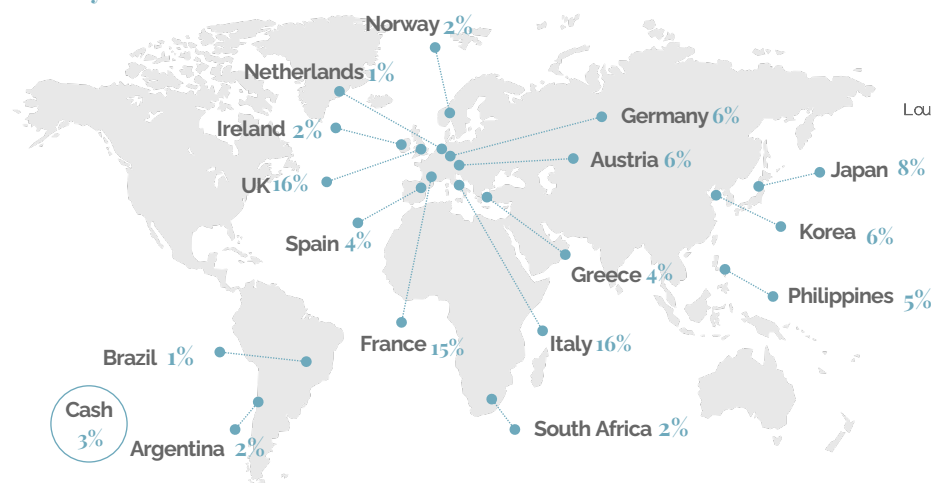 Norway 2%
Netherlands 1%
Ireland 2%
Germany 6%
Lou
UK 16%
Austria 6%
Japan 8%
Spain 4%
Korea 6%
Greece 4%
Philippines 5%
France 15%
Italy 16%
Brazil 1%
Cash
3%
Argentina 2%
South Africa 2%